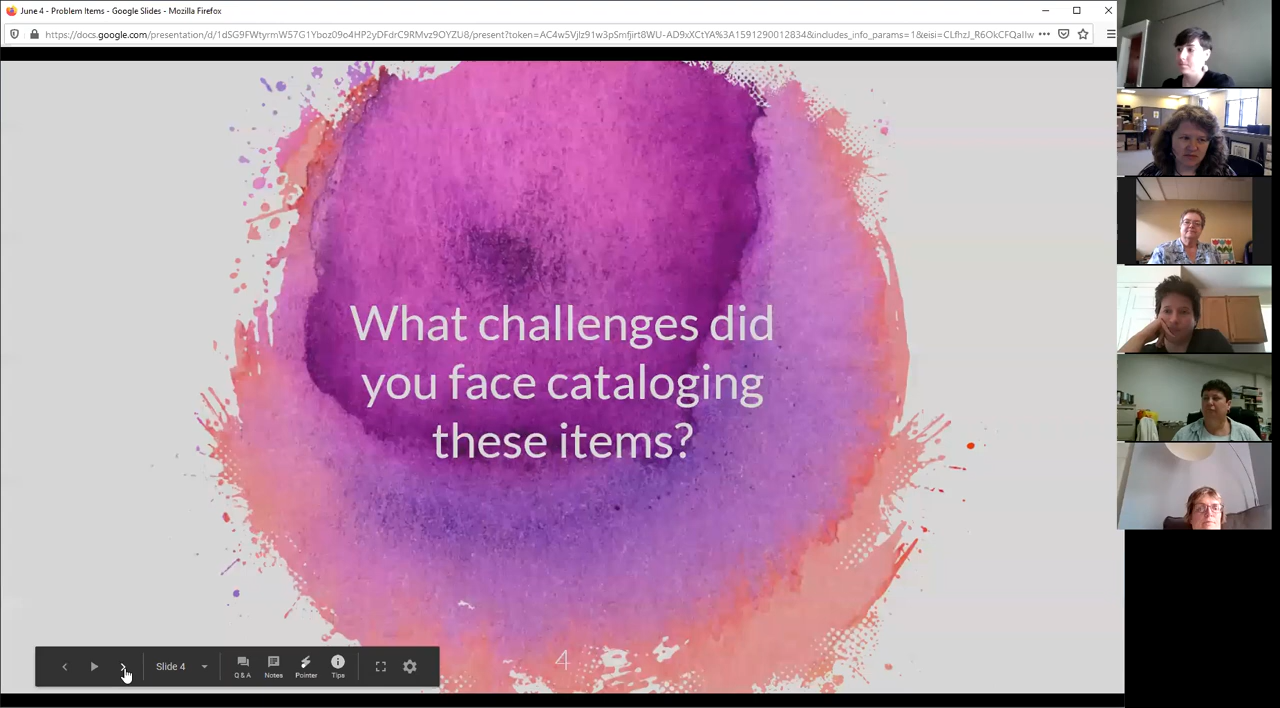 June 4 - Problem Items - Google Slides - Mozilla Firefox
https://docs.google.com/presentation/d/1dSG9FWtyrmW57G1Yboz09o4HP2yDFdrC9RMvz9OYZU8/present?token=AC4w5Vjlz91w3pSmfjirt8WU-AD9xXCtYA%3A1591290012834&includes_info_params=1&eisi=CLfhzJ_R6OkCFQaIlw
What challenges did
you face cataloging
these items?
4
Slide 4
Q & A
Notes
Pointer
Tips